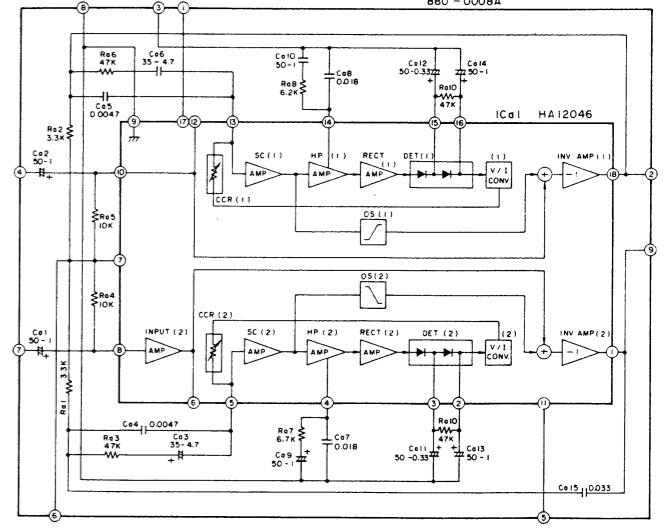 880-0008A
8
3
1
Ra6
47K
Ca6
35-4.7
Ca10
50-1
Ra8
6.2K
Ca8
0.018
Ca12
50-0.33
+
Ca14
50-1
+
Ra10
47K
Ca5
0.0047
Ra2
3.3K
9
17
12
13
14
15
16
ICa1 HA12046
Ca2
50-1
+
4
10
SC(1)
AMP
HP (1)
AMP
RECT (1)
AMP
DET(1)
(1)
V/I
CONV.
+
INV AMP(1)
-1
18
2
CCR(1)
OS(1)
Ra5
10K
7
9
Ra4
10K
OS(2)
CCR(2)
Ca1
50-1
+
7
8
INPUT(2)
AMP
SC(2)
AMP
HP(2)
AMP
RECT(2)
AMP
DET (2)
(2)
V/I
CONV.
+
INV AMP(2)
-1
1
3.3K
Ra1
6
5
4
3
2
11
Ca4
0.0047
Ra3
47K
Ca3
35-4.7
+
Ra7
6.7K
Ca9
50-1
+
Ca7
0.018
Ra10
47K
Ca11
50-0.33
+
Ca13
50-1
+
Ca15
0.033
6
5